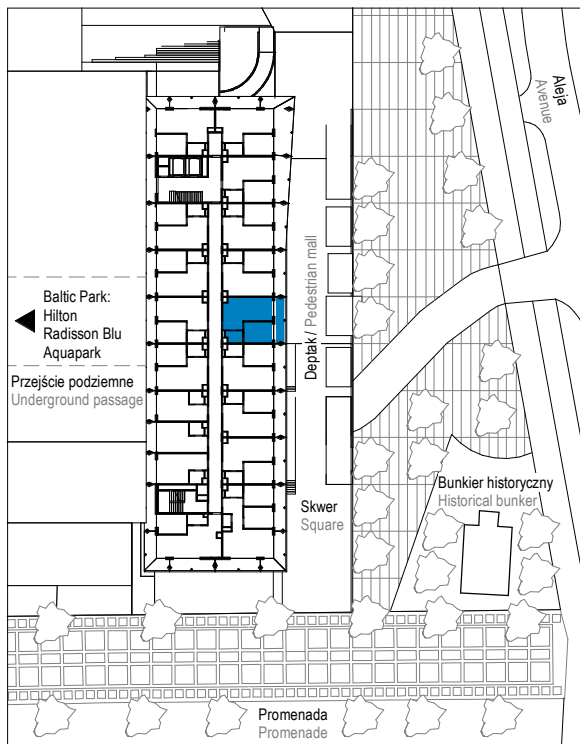 Aleja
Avenue
Baltic Park:
Hilton
Radisson Blu
Aquapark
Przejście podziemne
Underground passage
Deptak / Pedestrian mall
Bunkier historyczny
Historical bunker
Skwer
Square
Promenada
Promenade